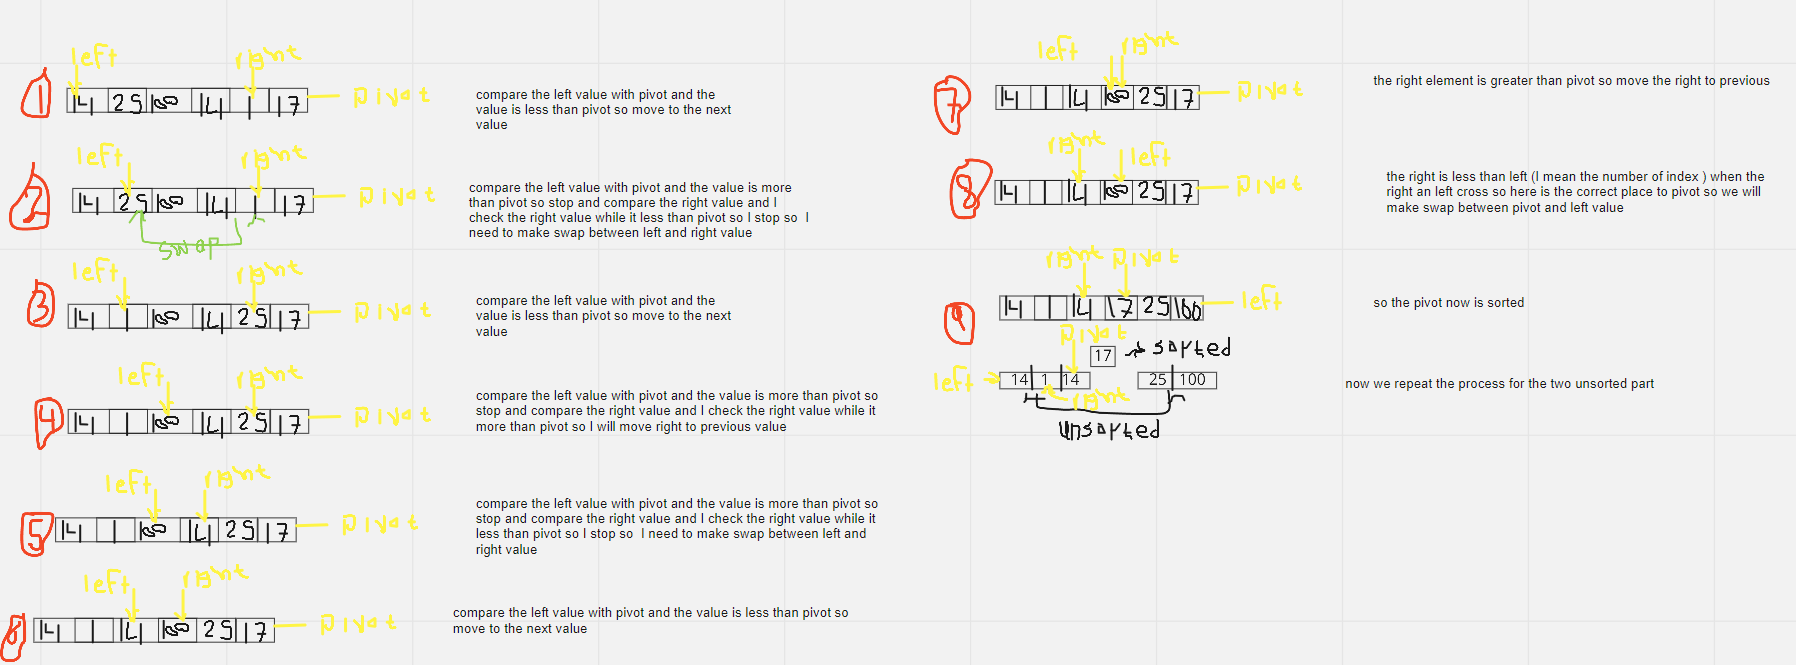 left right
1 14 25 100 14 1 17 pivot
compare the left value with pivot and the
value is less than pivot so move to the next
value
left right
2 14 25 100 14 1 17 pivot
swap
compare the left value with pivot and the value is more
than pivot so stop and compare the right value and I
check the right value while it less than pivot so I stop so I
need to make swap between left and right value
left right
3 14 1 100 14 25 17 pivot
compare the left value with pivot and the
value is less than pivot so move to the next
value
left right
4 14 1 100 14 25 17 pivot
compare the left value with pivot and the value is more than pivot so
stop and compare the right value and I check the right value while it
more than pivot so I will move right to previous value
left right
5 14 1 100 14 25 17 pivot
compare the left value with pivot and the value is more than pivot so
stop and compare the right value and I check the right value while it
less than pivot so I stop so I need to make swap between left and
right value
left right
6 14 1 14 100 25 17 pivot
compare the left value with pivot and the value is less than pivot so
move to the next value
left right
7 14 1 14 100 25 17 pivot
the right element is greater than pivot so move the right to previous
right left
8 14 1 14 100 25 17 pivot
the right is less than left (I mean the number of index ) when the
right an left cross so here is the correct place to pivot so we will
make swap between pivot and left value
right pivot
9 14 1 14 17 25 100 left
so the pivot now is sorted
pivot
17 sorted
left 14 1 14 25 100
right
unsorted
now we repeat the process for the two unsorted part